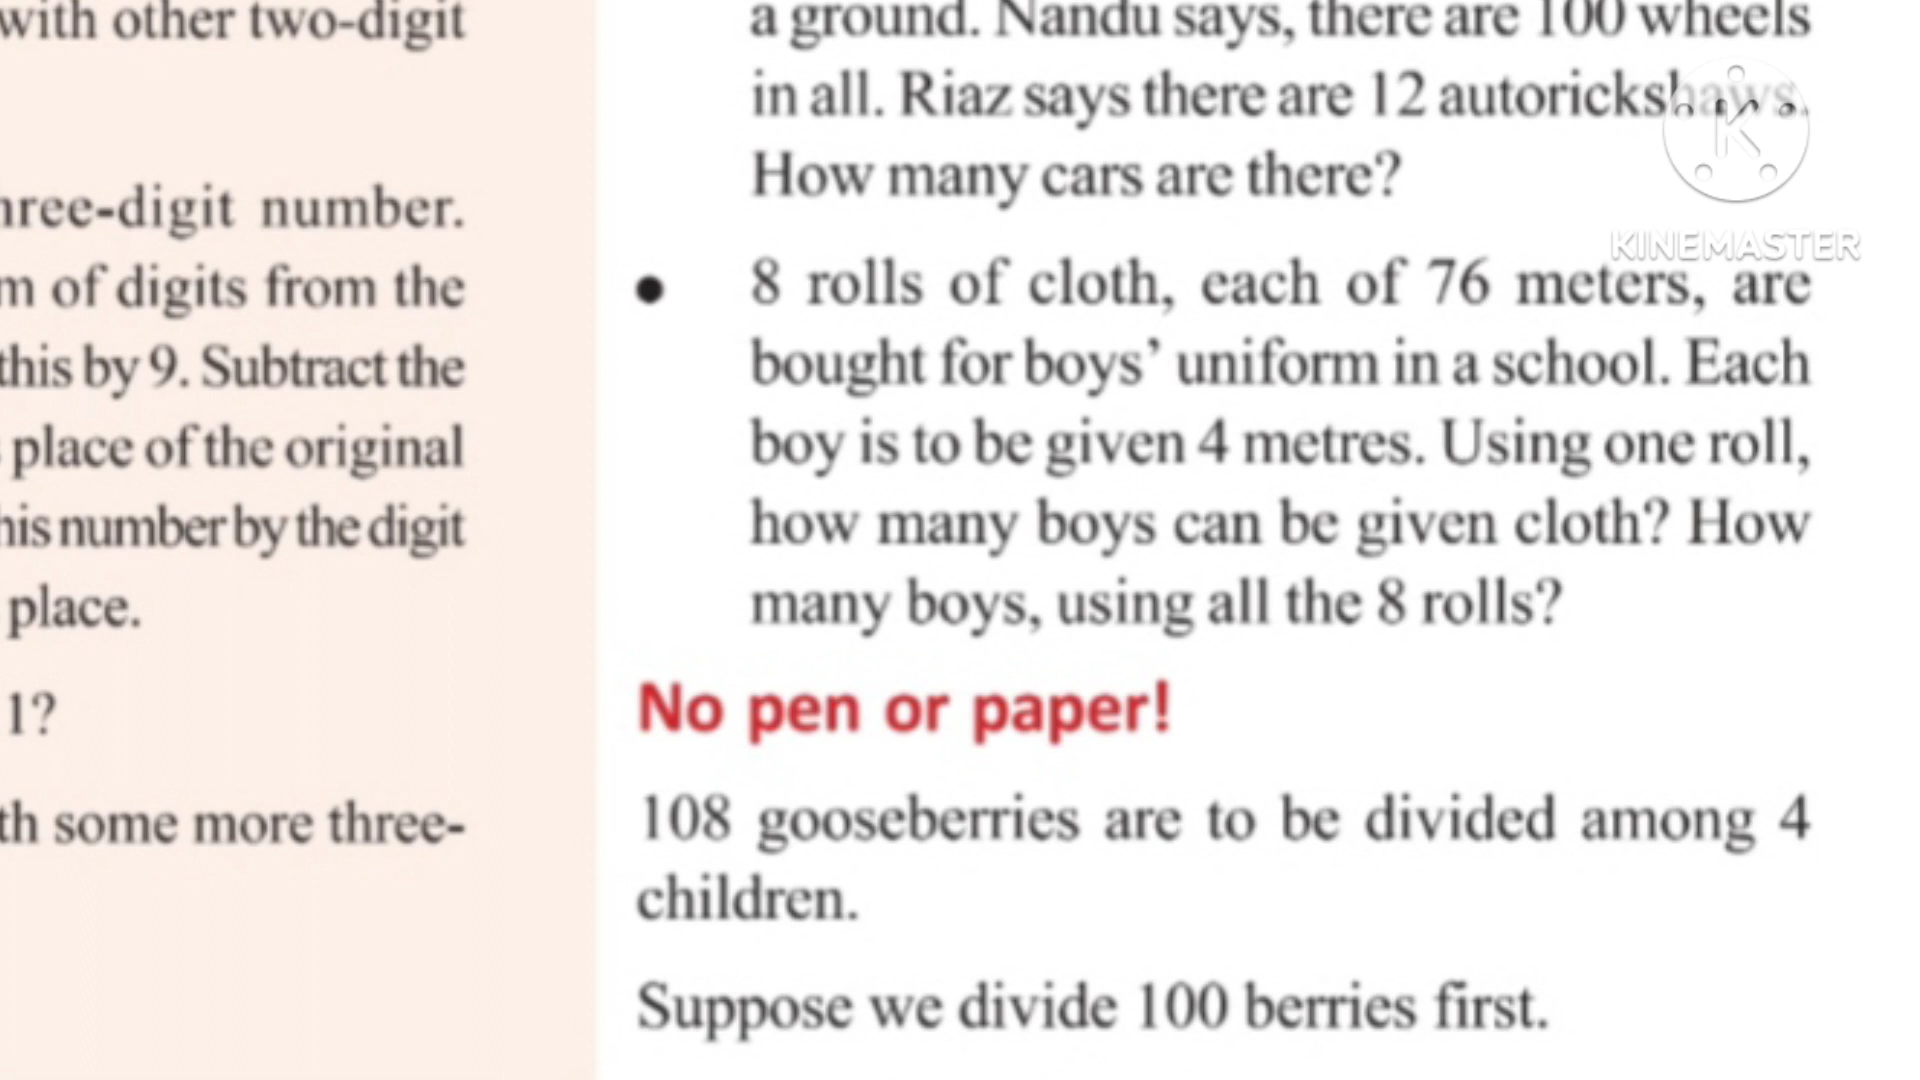 with other two-digit
three-digit number.
of digits from the
this by 9. Subtract the
place of the original
number by the digit
place.
1?
some more three-
a ground. Nandu says, there are 100 wheels
in all. Riaz says there are 12 autorickshaws.
How many cars are there?
● 8 rolls of cloth, each of 76 meters, are
bought for boys’ uniform in a school. Each
boy is to be given 4 metres. Using one roll,
how many boys can be given cloth? How
many boys, using all the 8 rolls?
No pen or paper!
108 gooseberries are to be divided among 4
children.
Suppose we divide 100 berries first.
K
KINEMASTER